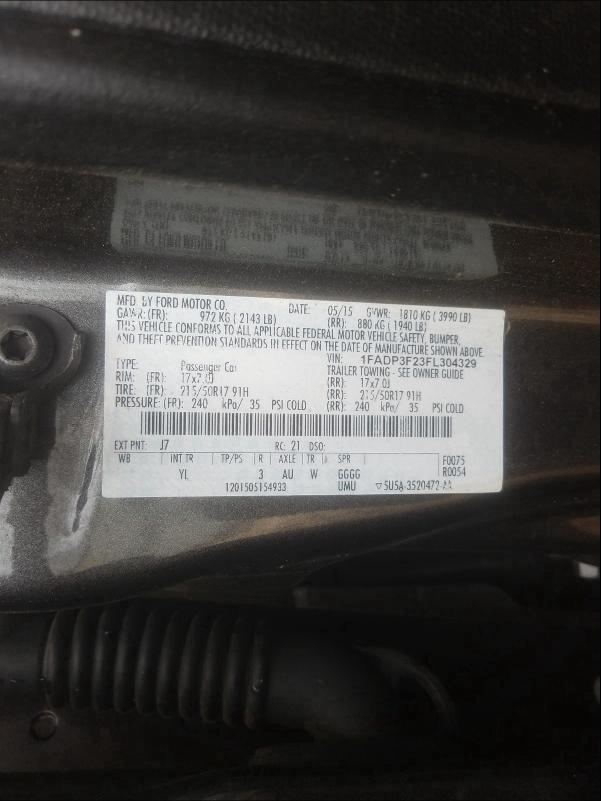 MFD. BY FORD MOTOR CO. DATE: 05/15 GVWR: 1810 KG ( 3990 LB)
GAWR: (FR): 972 KG ( 2143 LB) (RR): 880 KG ( 1940 LB)
THIS VEHICLE CONFORMS TO ALL APPLICABLE FEDERAL MOTOR VEHICLE SAFETY, BUMPER,
AND THEFT PREVENTION STANDARDS IN EFFECT ON THE DATE OF MANUFACTURE SHOWN ABOVE.
VIN: 1FADP3F23FL304329
TYPE: Passenger Car TRAILER TOWING - SEE OWNER GUIDE
RIM: (FR): 17x7.0J (RR): 17x7.0J
TIRE: (FR): 215/50R17 91H (RR): 215/50R17 91H
PRESSURE: (FR): 240 kPa/ 35 PSI COLD (RR): 240 kPa/ 35 PSI COLD
EXT PNT: J7 RC: 21 DSO: F0075
WB INT TR TP/PS R AXLE TR SPR R0054
YL 3 AU W GGGG
1201505154933 UMU ▽ 5U5A-3520472-AA